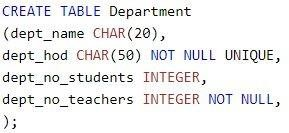 CREATE TABLE Department
(dept_name CHAR(20),
dept_hod CHAR(50) NOT NULL UNIQUE,
dept_no_students INTEGER,
dept_no_teachers INTEGER NOT NULL,
);